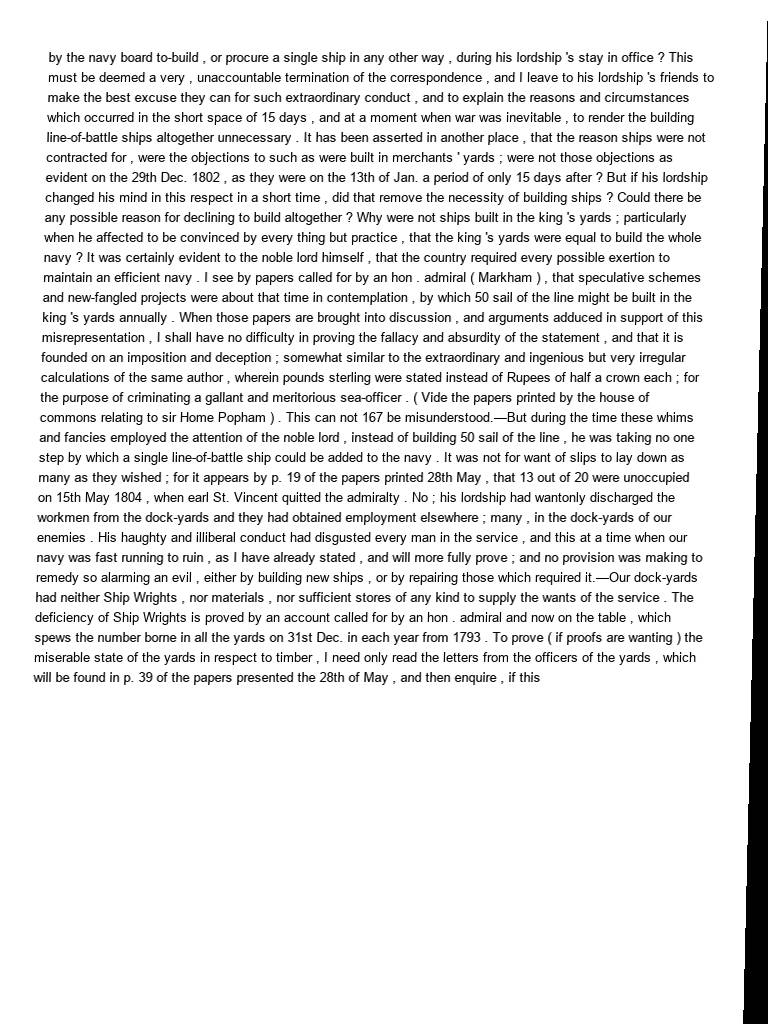 by the navy board to-build , or procure a single ship in any other way , during his lordship 's stay in office ? This
must be deemed a very , unaccountable termination of the correspondence , and I leave to his lordship 's friends to
make the best excuse they can for such extraordinary conduct , and to explain the reasons and circumstances
which occurred in the short space of 15 days , and at a moment when war was inevitable , to render the building
line-of-battle ships altogether unnecessary . It has been asserted in another place , that the reason ships were not
contracted for , were the objections to such as were built in merchants ' yards ; were not those objections as
evident on the 29th Dec. 1802 , as they were on the 13th of Jan. a period of only 15 days after ? But if his lordship
changed his mind in this respect in a short time , did that remove the necessity of building ships ? Could there be
any possible reason for declining to build altogether ? Why were not ships built in the king 's yards ; particularly
when he affected to be convinced by every thing but practice , that the king 's yards were equal to build the whole
navy ? It was certainly evident to the noble lord himself , that the country required every possible exertion to
maintain an efficient navy . I see by papers called for by an hon . admiral ( Markham ) , that speculative schemes
and new-fangled projects were about that time in contemplation , by which 50 sail of the line might be built in the
king 's yards annually . When those papers are brought into discussion , and arguments adduced in support of this
misrepresentation , I shall have no difficulty in proving the fallacy and absurdity of the statement , and that it is
founded on an imposition and deception ; somewhat similar to the extraordinary and ingenious but very irregular
calculations of the same author , wherein pounds sterling were stated instead of Rupees of half a crown each ; for
the purpose of criminating a gallant and meritorious sea-officer . ( Vide the papers printed by the house of
commons relating to sir Home Popham ) . This can not 167 be misunderstood.—But during the time these whims
and fancies employed the attention of the noble lord , instead of building 50 sail of the line , he was taking no one
step by which a single line-of-battle ship could be added to the navy . It was not for want of slips to lay down as
many as they wished ; for it appears by p. 19 of the papers printed 28th May , that 13 out of 20 were unoccupied
on 15th May 1804 , when earl St. Vincent quitted the admiralty . No ; his lordship had wantonly discharged the
workmen from the dock-yards and they had obtained employment elsewhere ; many , in the dock-yards of our
enemies . His haughty and illiberal conduct had disgusted every man in the service , and this at a time when our
navy was fast running to ruin , as I have already stated , and will more fully prove ; and no provision was making to
remedy so alarming an evil , either by building new ships , or by repairing those which required it.—Our dock-yards
had neither Ship Wrights , nor materials , nor sufficient stores of any kind to supply the wants of the service . The
deficiency of Ship Wrights is proved by an account called for by an hon . admiral and now on the table , which
spews the number borne in all the yards on 31st Dec. in each year from 1793 . To prove ( if proofs are wanting ) the
miserable state of the yards in respect to timber , I need only read the letters from the officers of the yards , which
will be found in p. 39 of the papers presented the 28th of May , and then enquire , if this